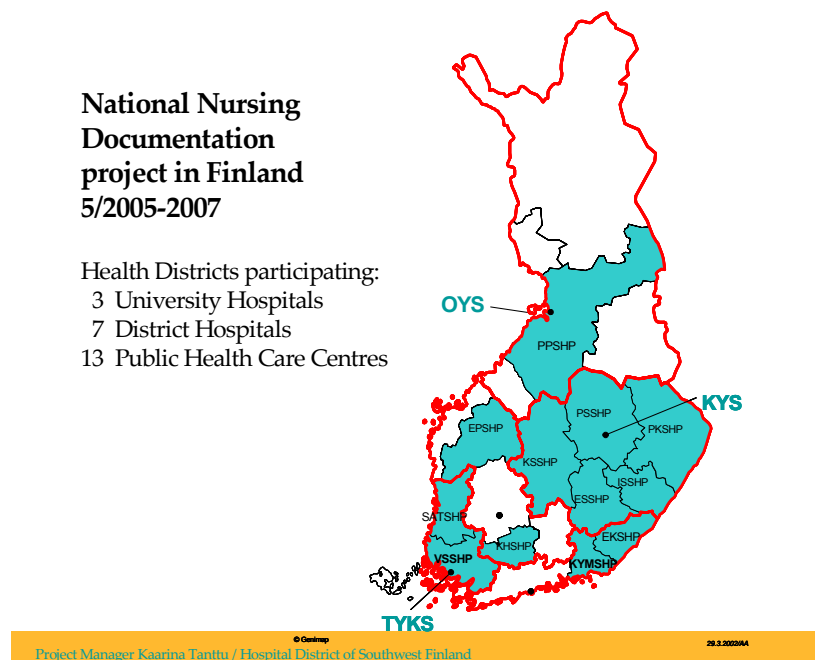 National Nursing
Documentation
project in Finland
5/2005-2007
Health Districts participating:
3 University Hospitals
7 District Hospitals
13 Public Health Care Centres
OYS
PPSHP
KYS
PSSHP
PKSHP
EPSHP
KSSHP
ISSHP
ESSHP
SATSHP
EKSHP
KHSHP
VSSHP
KYMSHP
TYKS
© Genimap
29.3.2002/AA
Project Manager Kaarina Tanttu / Hospital District of Southwest Finland